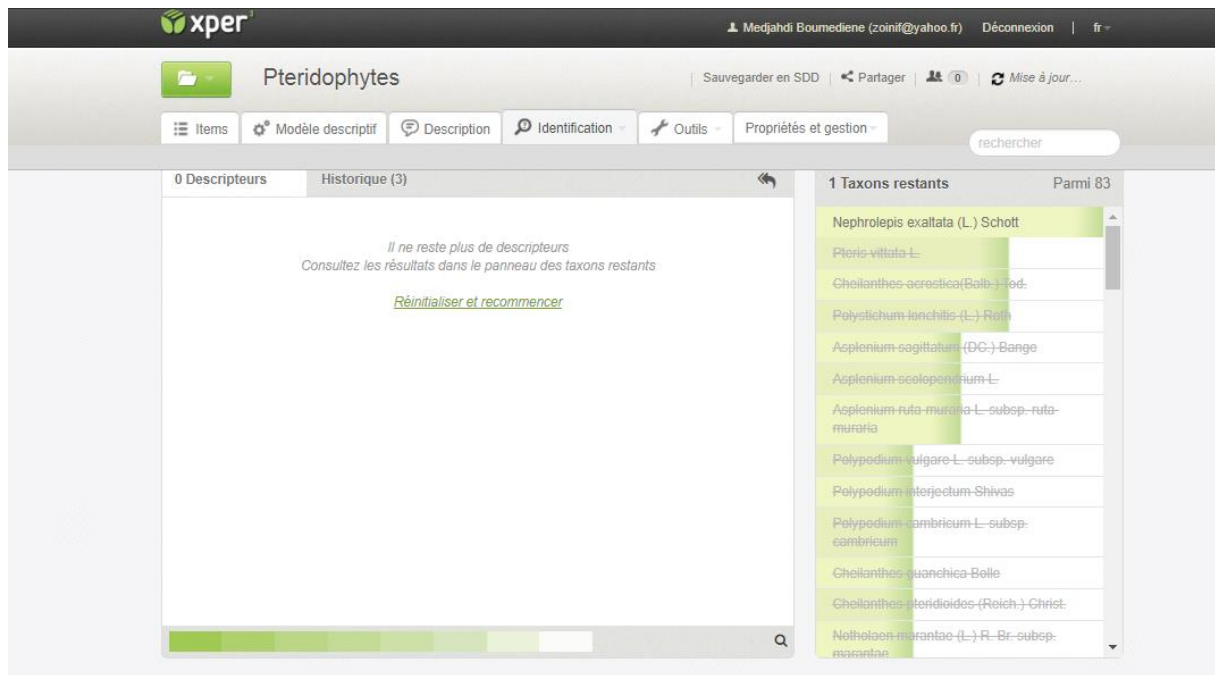 xper³
Medjahdi Boumediene (zoinif@yahoo.fr) Déconnexion | fr
Pteridophytes
Sauvegarder en SDD | Partager | 0 | Mise à jour...
Items Modèle descriptif Description Identification Outils Propriétés et gestion
rechercher
0 Descripteurs Historique (3)
Il ne reste plus de descripteurs
Consultez les résultats dans le panneau des taxons restants
Réinitialiser et recommencer
1 Taxons restants Parmi 83
Nephrolepis exaltata (L.) Schott
Pteris vittata L.
Cheilanthes acrostica(Balb.) Tod.
Polystichum lonchitis (L.) Roth
Asplenium sagittatum (DC.) Bange
Asplenium scolopendrium L.
Asplenium ruta-muraria L. subsp. ruta-
muraria
Polypodium vulgare L. subsp. vulgare
Polypodium interjectum Shivas
Polypodium cambricum L. subsp.
cambricum
Cheilanthes guanchica Bolle
Cheilanthes pteridioides (Reich.) Christ.
Notholaen marantae (L.) R. Br. subsp.
marantae